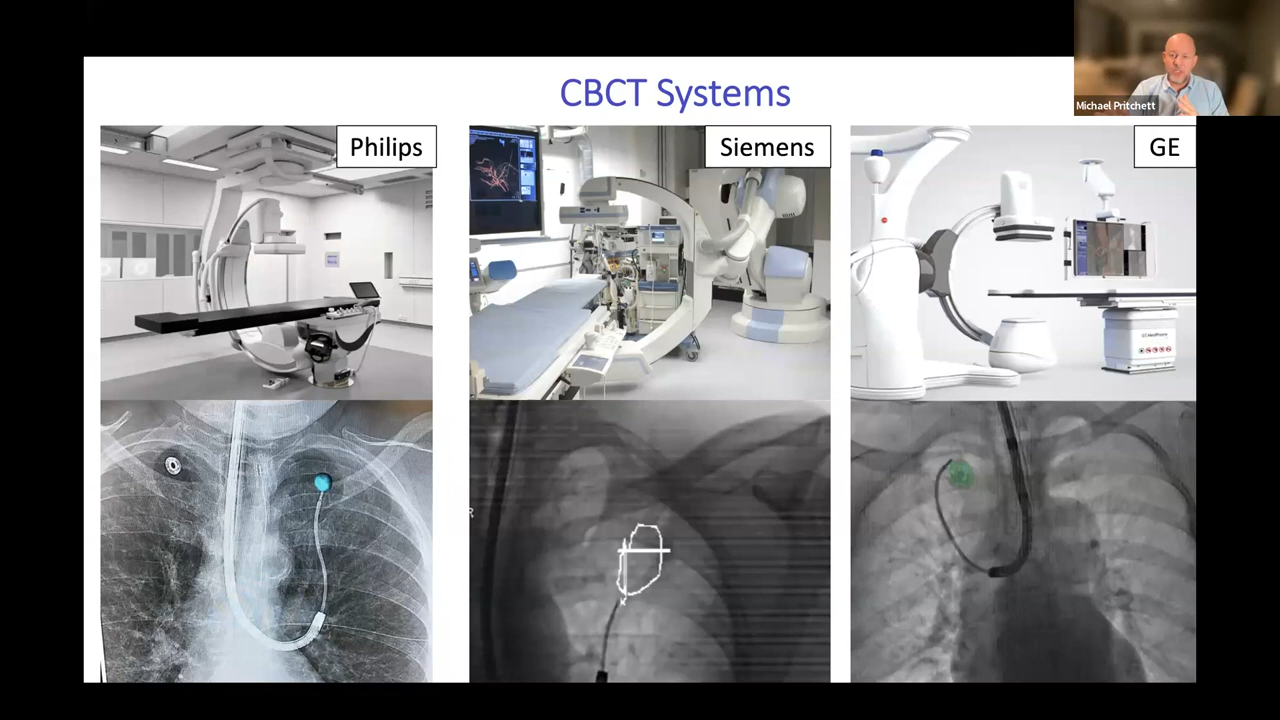 CBCT Systems
Michael Pritchett
Philips
Siemens
GE
R